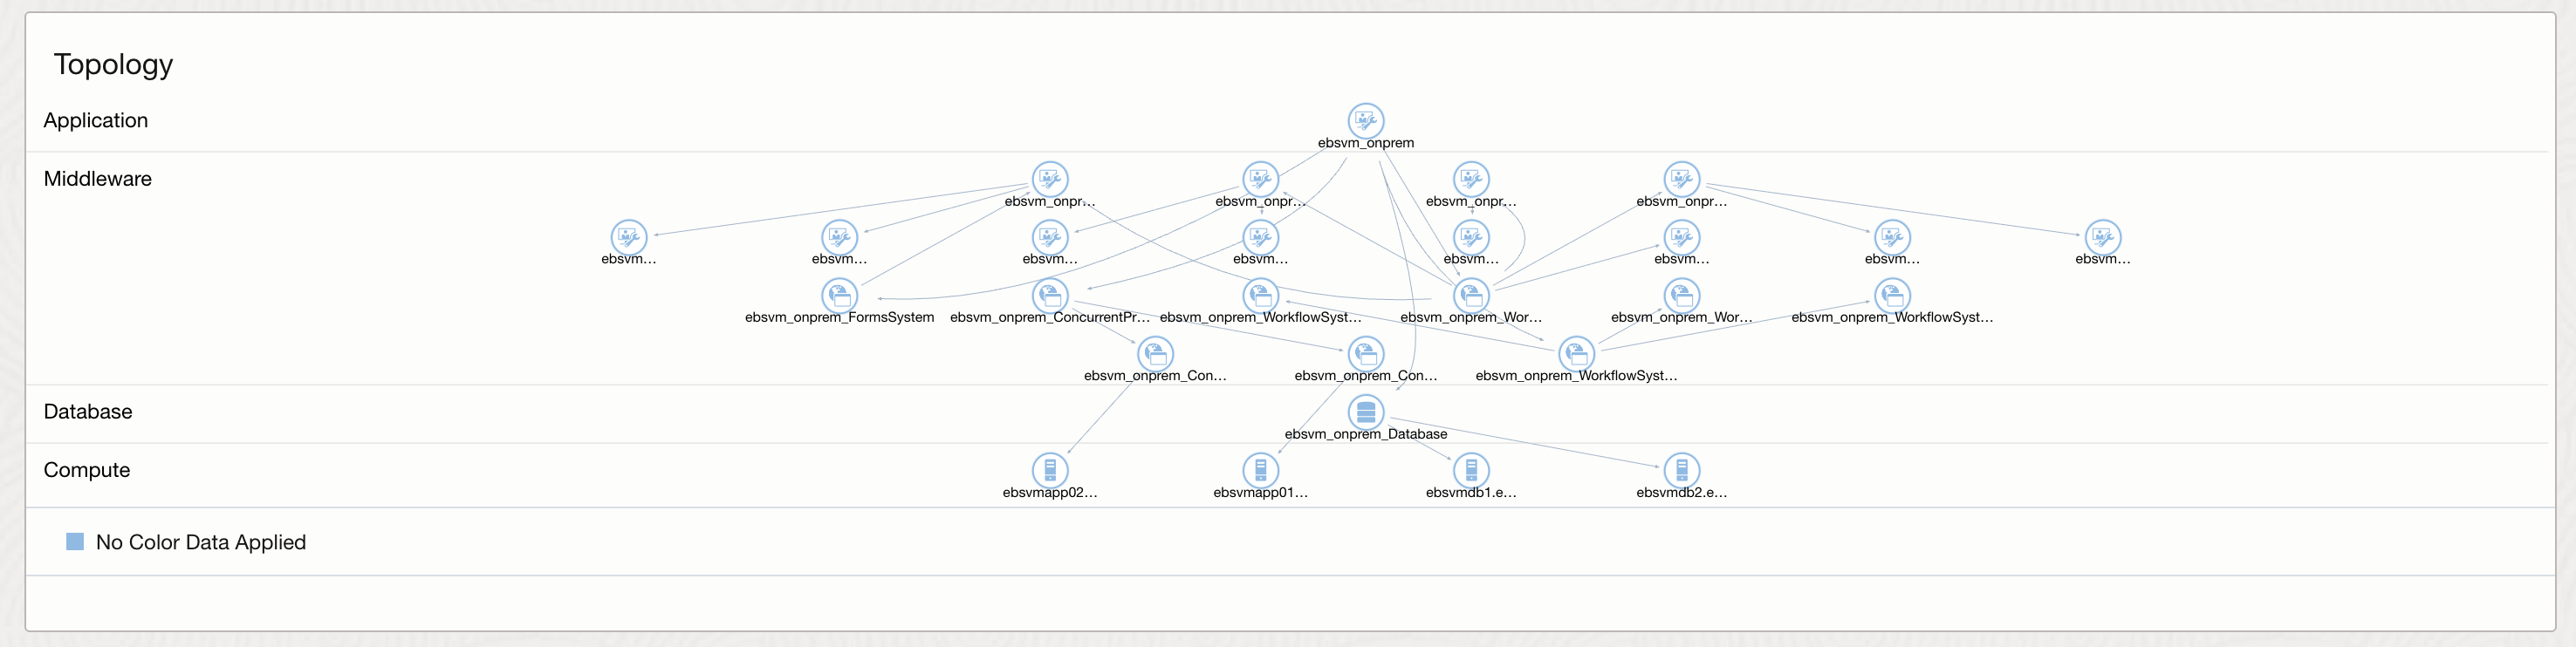 Topology
Application
ebsvm_onprem
Middleware
ebsvm_onpr... ebsvm_onpr... ebsvm_onpr... ebsvm_onpr...
ebsvm... ebsvm... ebsvm... ebsvm... ebsvm... ebsvm... ebsvm... ebsvm...
ebsvm_onprem_FormsSystem ebsvm_onprem_ConcurrentPr... ebsvm_onprem_WorkflowSyst... ebsvm_onprem_Wor... ebsvm_onprem_Wor... ebsvm_onprem_WorkflowSyst...
ebsvm_onprem_Con... ebsvm_onprem_Con... ebsvm_onprem_WorkflowSyst...
Database
ebsvm_onprem_Database
Compute
ebsvmapp02... ebsvmapp01... ebsvmdb1.e... ebsvmdb2.e...
No Color Data Applied